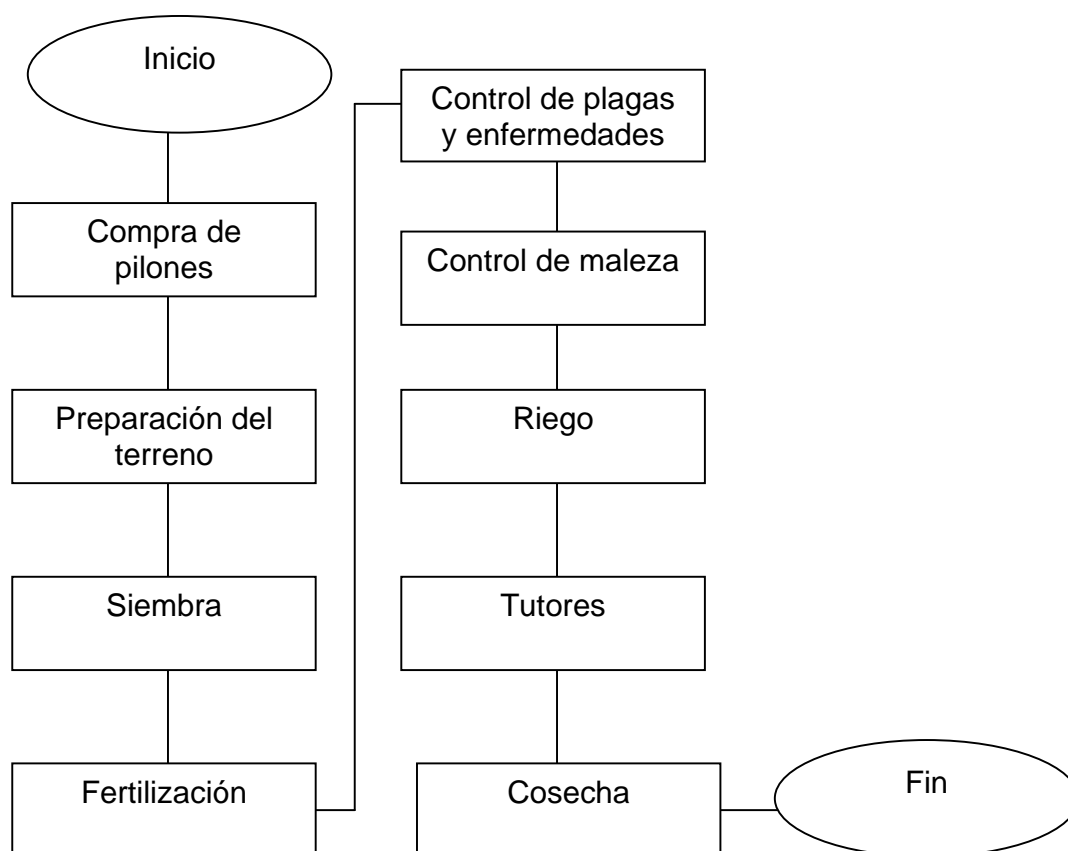 Inicio
Compra de
pilones
Preparación del
terreno
Siembra
Fertilización
Control de plagas
y enfermedades
Control de maleza
Riego
Tutores
Cosecha
Fin